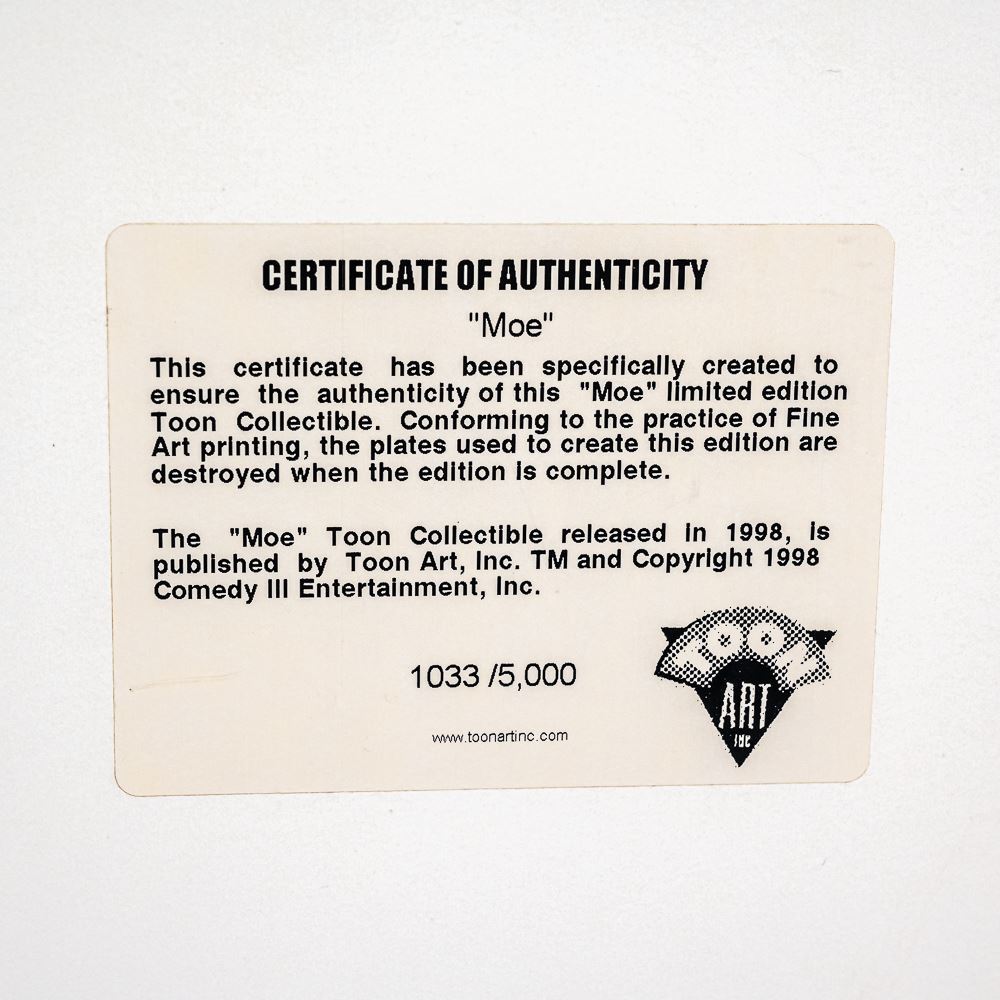 CERTIFICATE OF AUTHENTICITY
"Moe"
This certificate has been specifically created to
ensure the authenticity of this "Moe" limited edition
Toon Collectible. Conforming to the practice of Fine
Art printing, the plates used to create this edition are
destroyed when the edition is complete.
The "Moe" Toon Collectible released in 1998, is
published by Toon Art, Inc. TM and Copyright 1998
Comedy III Entertainment, Inc.
1033 /5,000
www.toonartinc.com
TOON
ART
INC